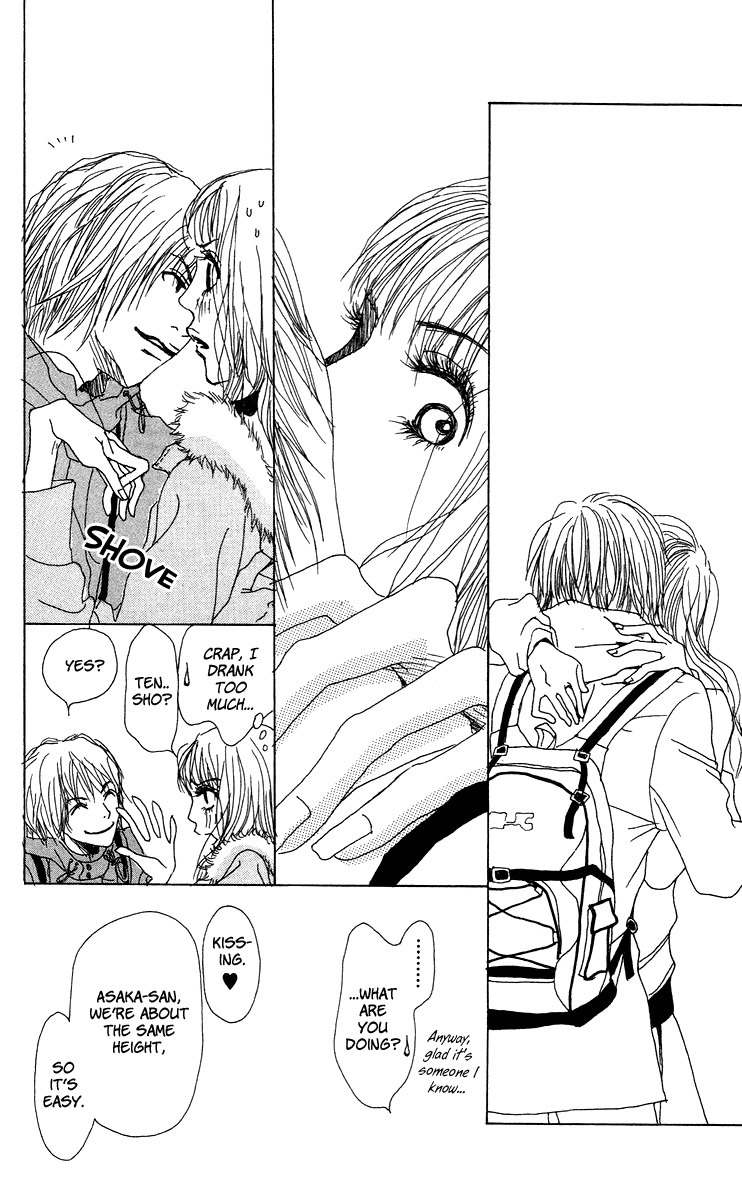 SHOVE
CRAP, I
DRANK
TOO
MUCH...
TEN..
SHO?
YES?
.........
...WHAT
ARE
YOU
DOING?
Anyway,
glad it's
someone I
know...
KISS-
ING.
♥
ASAKA-SAN,
WE'RE ABOUT
THE SAME
HEIGHT,
SO
IT'S
EASY.